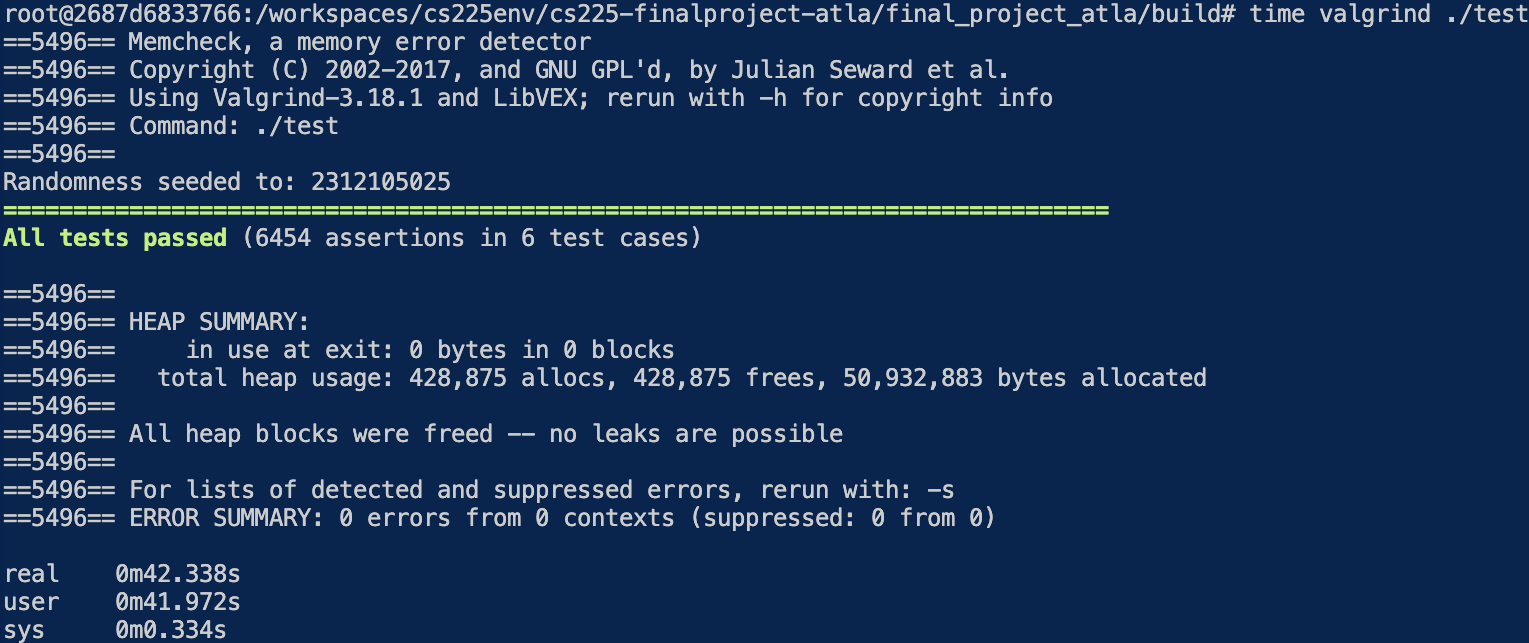 root@2687d6833766:/workspaces/cs225env/cs225-finalproject-atla/final_project_atla/build# time valgrind ./test
==5496== Memcheck, a memory error detector
==5496== Copyright (C) 2002-2017, and GNU GPL'd, by Julian Seward et al.
==5496== Using Valgrind-3.18.1 and LibVEX; rerun with -h for copyright info
==5496== Command: ./test
==5496==
Randomness seeded to: 2312105025
===============================================================================
All tests passed (6454 assertions in 6 test cases)
==5496==
==5496== HEAP SUMMARY:
==5496==     in use at exit: 0 bytes in 0 blocks
==5496==   total heap usage: 428,875 allocs, 428,875 frees, 50,932,883 bytes allocated
==5496==
==5496== All heap blocks were freed -- no leaks are possible
==5496==
==5496== For lists of detected and suppressed errors, rerun with: -s
==5496== ERROR SUMMARY: 0 errors from 0 contexts (suppressed: 0 from 0)
real    0m42.338s
user    0m41.972s
sys     0m0.334s